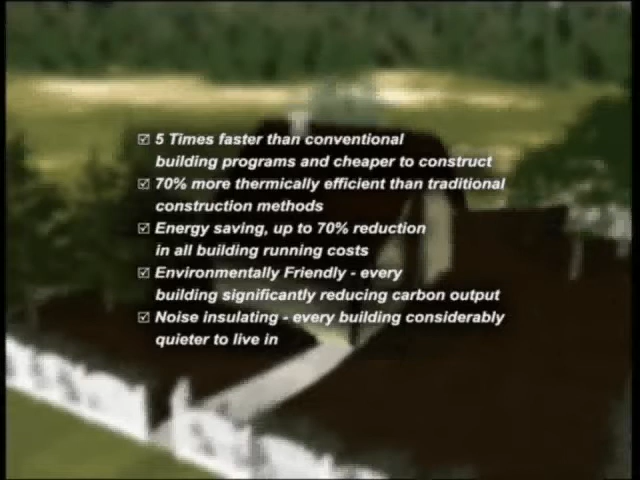 ☑ 5 Times faster than conventional
building programs and cheaper to construct
☑ 70% more thermically efficient than traditional
construction methods
☑ Energy saving, up to 70% reduction
in all building running costs
☑ Environmentally Friendly - every
building significantly reducing carbon output
☑ Noise insulating - every building considerably
quieter to live in